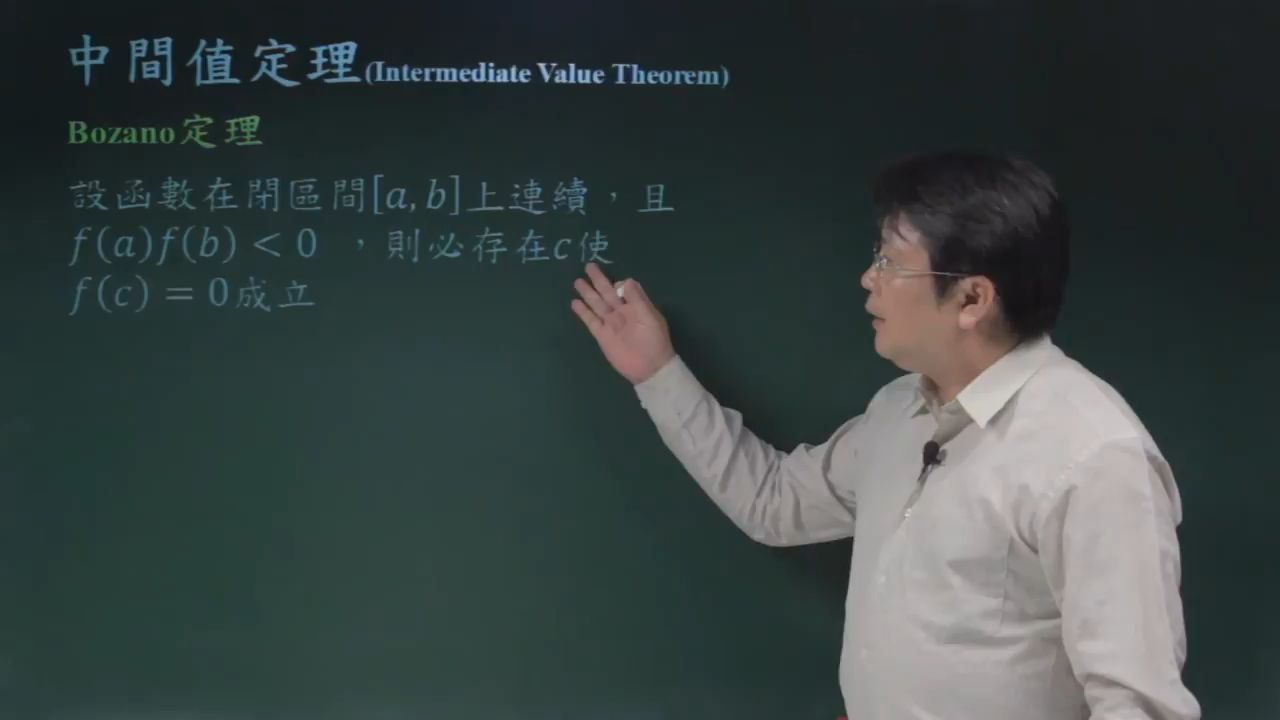 中間值定理(Intermediate Value Theorem)
Bozano定理
設函數在閉區間[a, b]上連續，且
f(a)f(b) < 0 ，則必存在c使
f(c) = 0成立